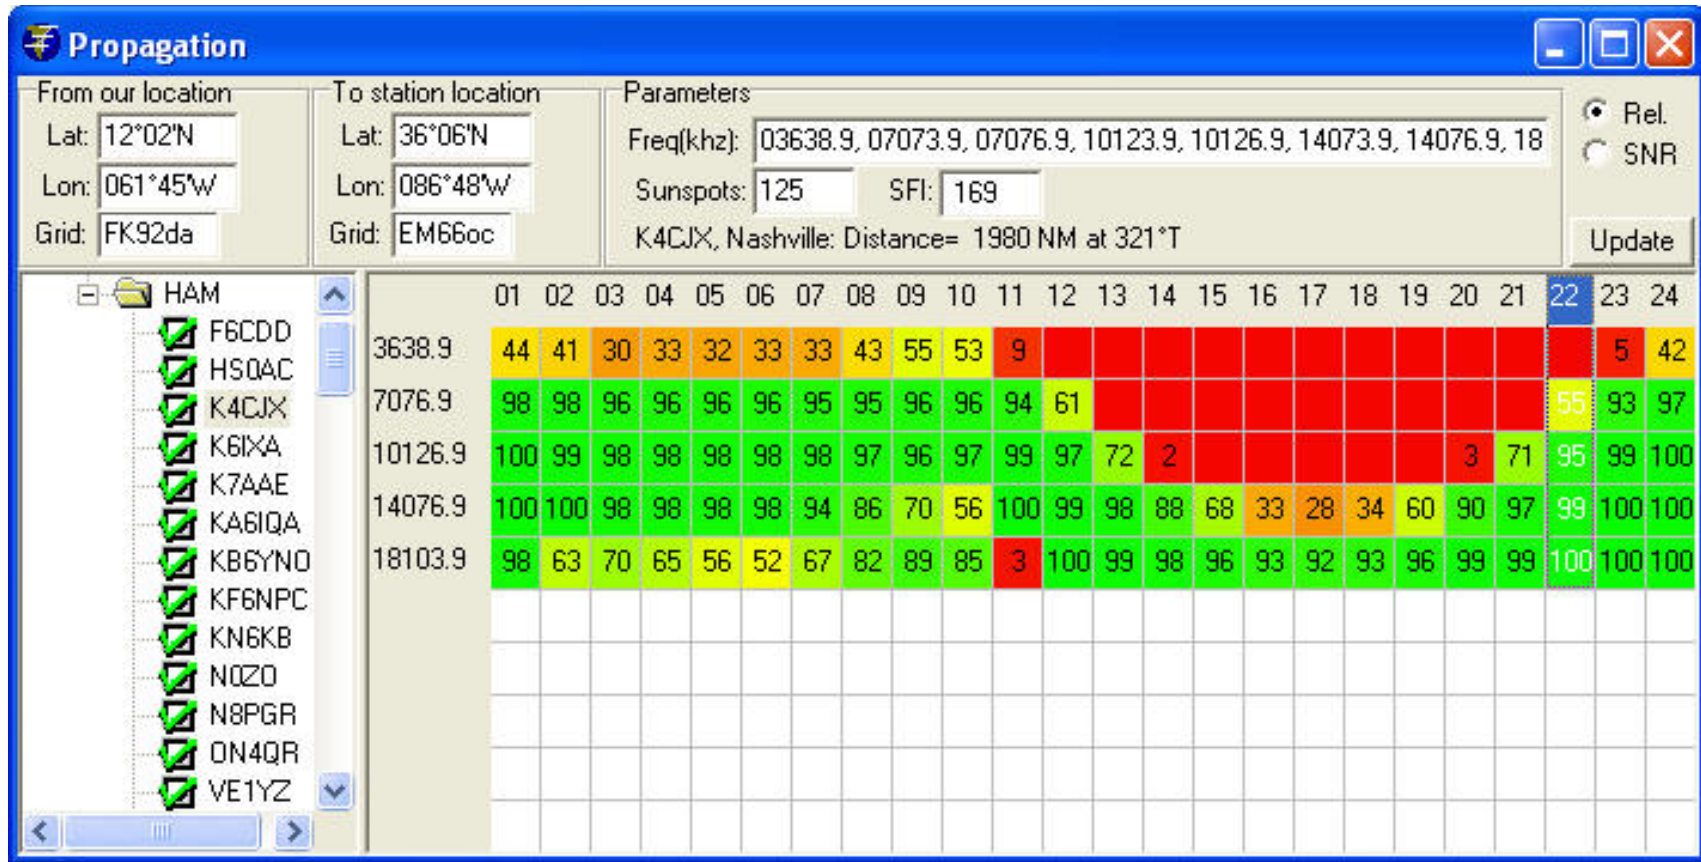 Propagation
From our location
Lat: 12°02'N
Lon: 061°45'W
Grid: FK92da
To station location
Lat: 36°06'N
Lon: 086°48'W
Grid: EM66oc
Parameters
Freq(khz): 03638.9, 07073.9, 07076.9, 10123.9, 10126.9, 14073.9, 14076.9, 18
Sunspots: 125 SFI: 169
K4CJX, Nashville: Distance= 1980 NM at 321°T
Rel.
SNR
Update
HAM
F6CDD
HS0AC
K4CJX
K6IXA
K7AAE
KA6IQA
KB6YNO
KF6NPC
KN6KB
N0ZO
N8PGR
ON4QR
VE1YZ
01 02 03 04 05 06 07 08 09 10 11 12 13 14 15 16 17 18 19 20 21 22 23 24
3638.9 44 41 30 33 32 33 33 43 55 53 9 5 42
7076.9 98 98 96 96 96 96 95 95 96 96 94 61 55 93 97
10126.9 100 99 98 98 98 98 98 97 96 97 99 97 72 2 3 71 95 99 100
14076.9 100 100 98 98 98 98 94 86 70 56 100 99 98 88 68 33 28 34 60 90 97 99 100 100
18103.9 98 63 70 65 56 52 67 82 89 85 3 100 99 98 96 93 92 93 96 99 99 100 100 100